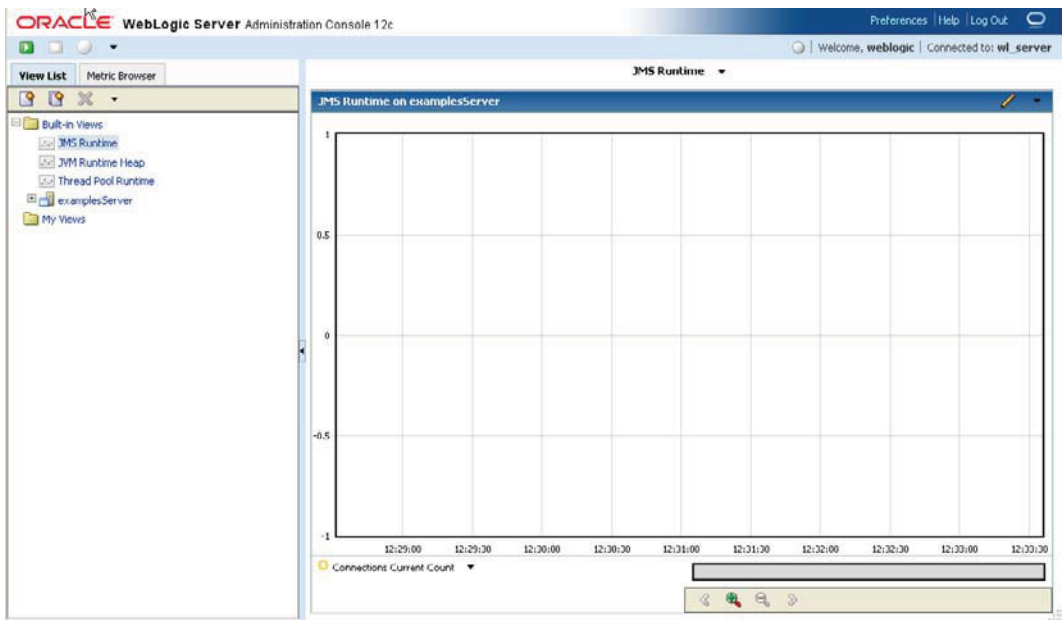 ORACLE WebLogic Server Administration Console 12c
Preferences | Help | Log Out
Welcome, weblogic | Connected to: wl_server
View List
Metric Browser
Built-in Views
JMS Runtime
JVM Runtime Heap
Thread Pool Runtime
examplesServer
My Views
JMS Runtime
JMS Runtime on examplesServer
1
0.5
0
-0.5
-1
12:29:00 12:29:30 12:30:00 12:30:30 12:31:00 12:31:30 12:32:00 12:32:30 12:33:00 12:33:30
Connections Current Count